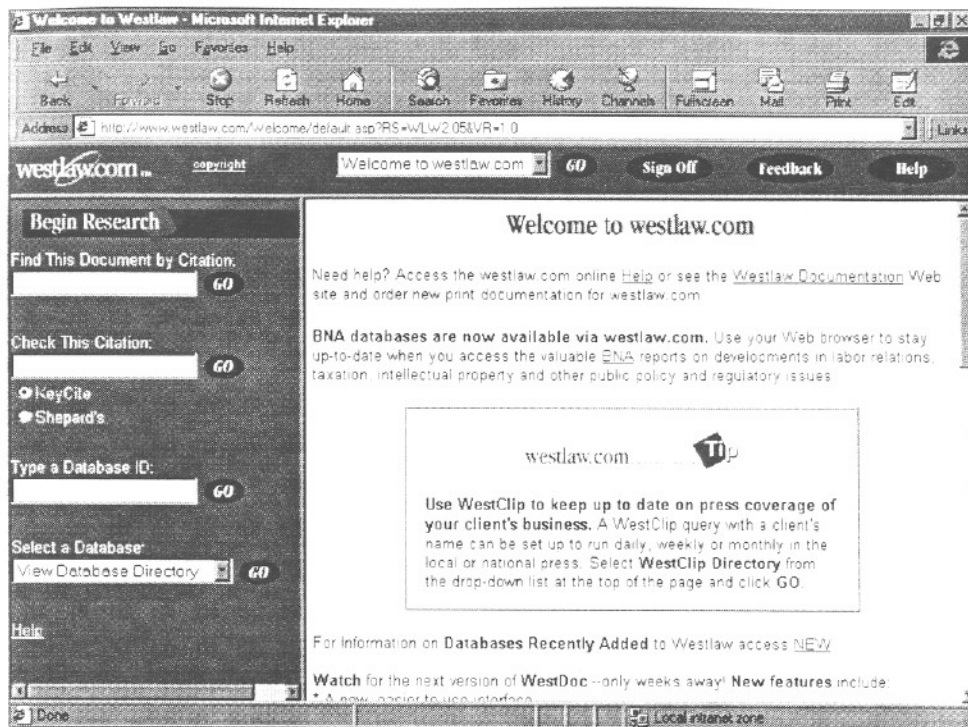 Welcome to Westlaw - Microsoft Internet Explorer
File Edit View Go Favorites Help
Back Forward Stop Refresh Home Search Favorites History Channels Fullscreen Mail Print Edit
Address http://www.westlaw.com/Welcome/default.asp?RS=WLW2.05&VR=1.0 Links
westlaw.com copyright Welcome to westlaw.com GO Sign Off Feedback Help
Begin Research
Find This Document by Citation:
GO
Check This Citation:
GO
KeyCite
Shepard's
Type a Database ID:
GO
Select a Database:
View Database Directory GO
Help
Welcome to westlaw.com
Need help? Access the westlaw.com online Help or see the Westlaw Documentation Web
site and order new print documentation for westlaw.com
BNA databases are now available via westlaw.com. Use your Web browser to stay
up-to-date when you access the valuable BNA reports on developments in labor relations,
taxation, intellectual property and other public policy and regulatory issues
westlaw.com ........ Tip
Use WestClip to keep up to date on press coverage of
your client's business. A WestClip query with a client's
name can be set up to run daily, weekly or monthly in the
local or national press. Select WestClip Directory from
the drop-down list at the top of the page and click GO.
For Information on Databases Recently Added to Westlaw access NEW
Watch for the next version of WestDoc --only weeks away! New features include:
* A new, easier to use interface
Done Local intranet zone